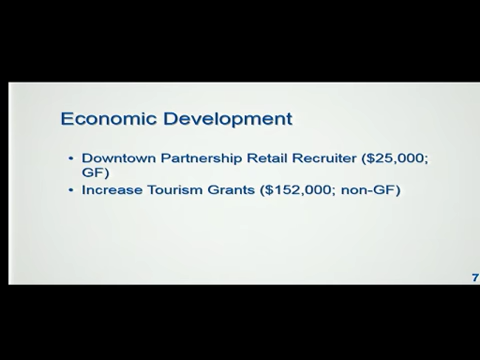 Economic Development
• Downtown Partnership Retail Recruiter ($25,000;
GF)
• Increase Tourism Grants ($152,000; non-GF)
7